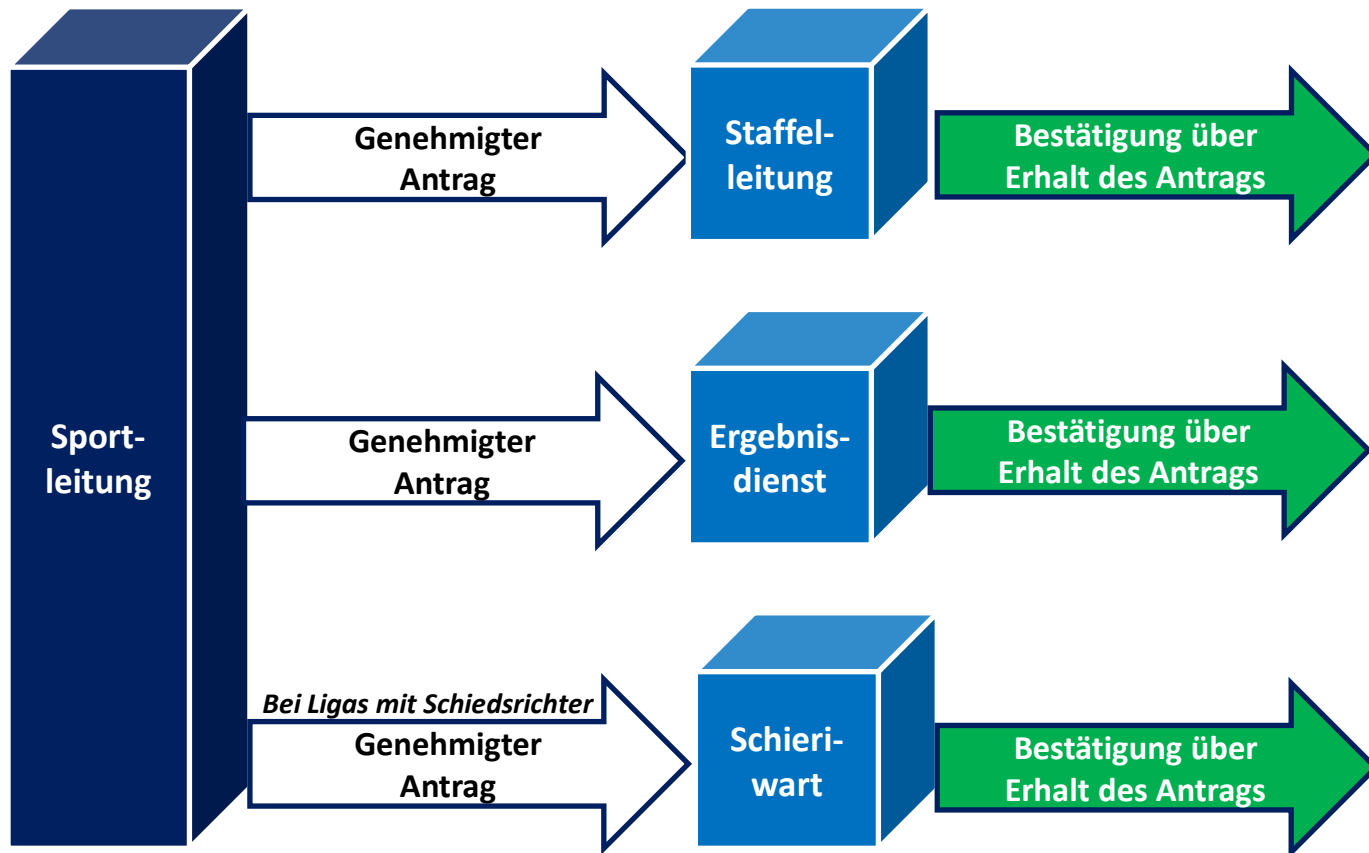 Sport-
leitung
Genehmigter
Antrag
Staffel-
leitung
Bestätigung über
Erhalt des Antrags
Genehmigter
Antrag
Ergebnis-
dienst
Bestätigung über
Erhalt des Antrags
Bei Ligas mit Schiedsrichter
Genehmigter
Antrag
Schieri-
wart
Bestätigung über
Erhalt des Antrags